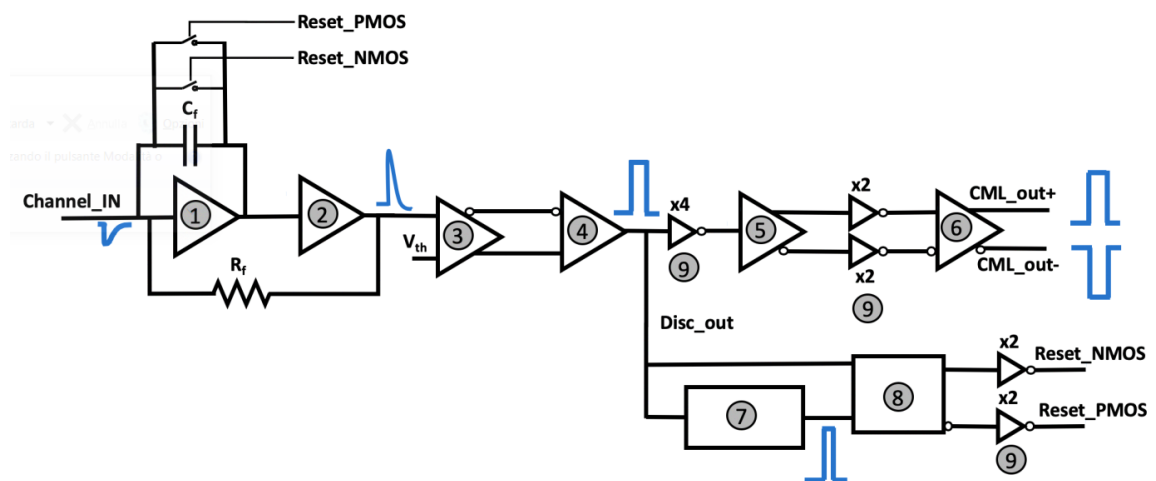 Reset_PMOS
Reset_NMOS
Cf
Channel_IN
1
2
Rf
Vth
3
4
x4
9
5
x2
x2
9
6
CML_out+
CML_out-
Disc_out
7
8
x2
Reset_NMOS
x2
Reset_PMOS
9